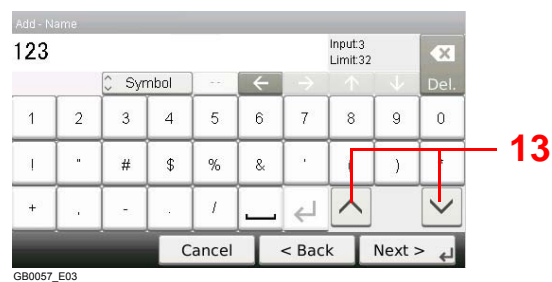 Add - Name
123
Input:3
Limit:32
Symbol -- ← → ↑ ↓ Del.
1 2 3 4 5 6 7 8 9 0
! " # $ % & ' ( ) *
13
+ , - . /
Cancel < Back Next >
GB0057_E03